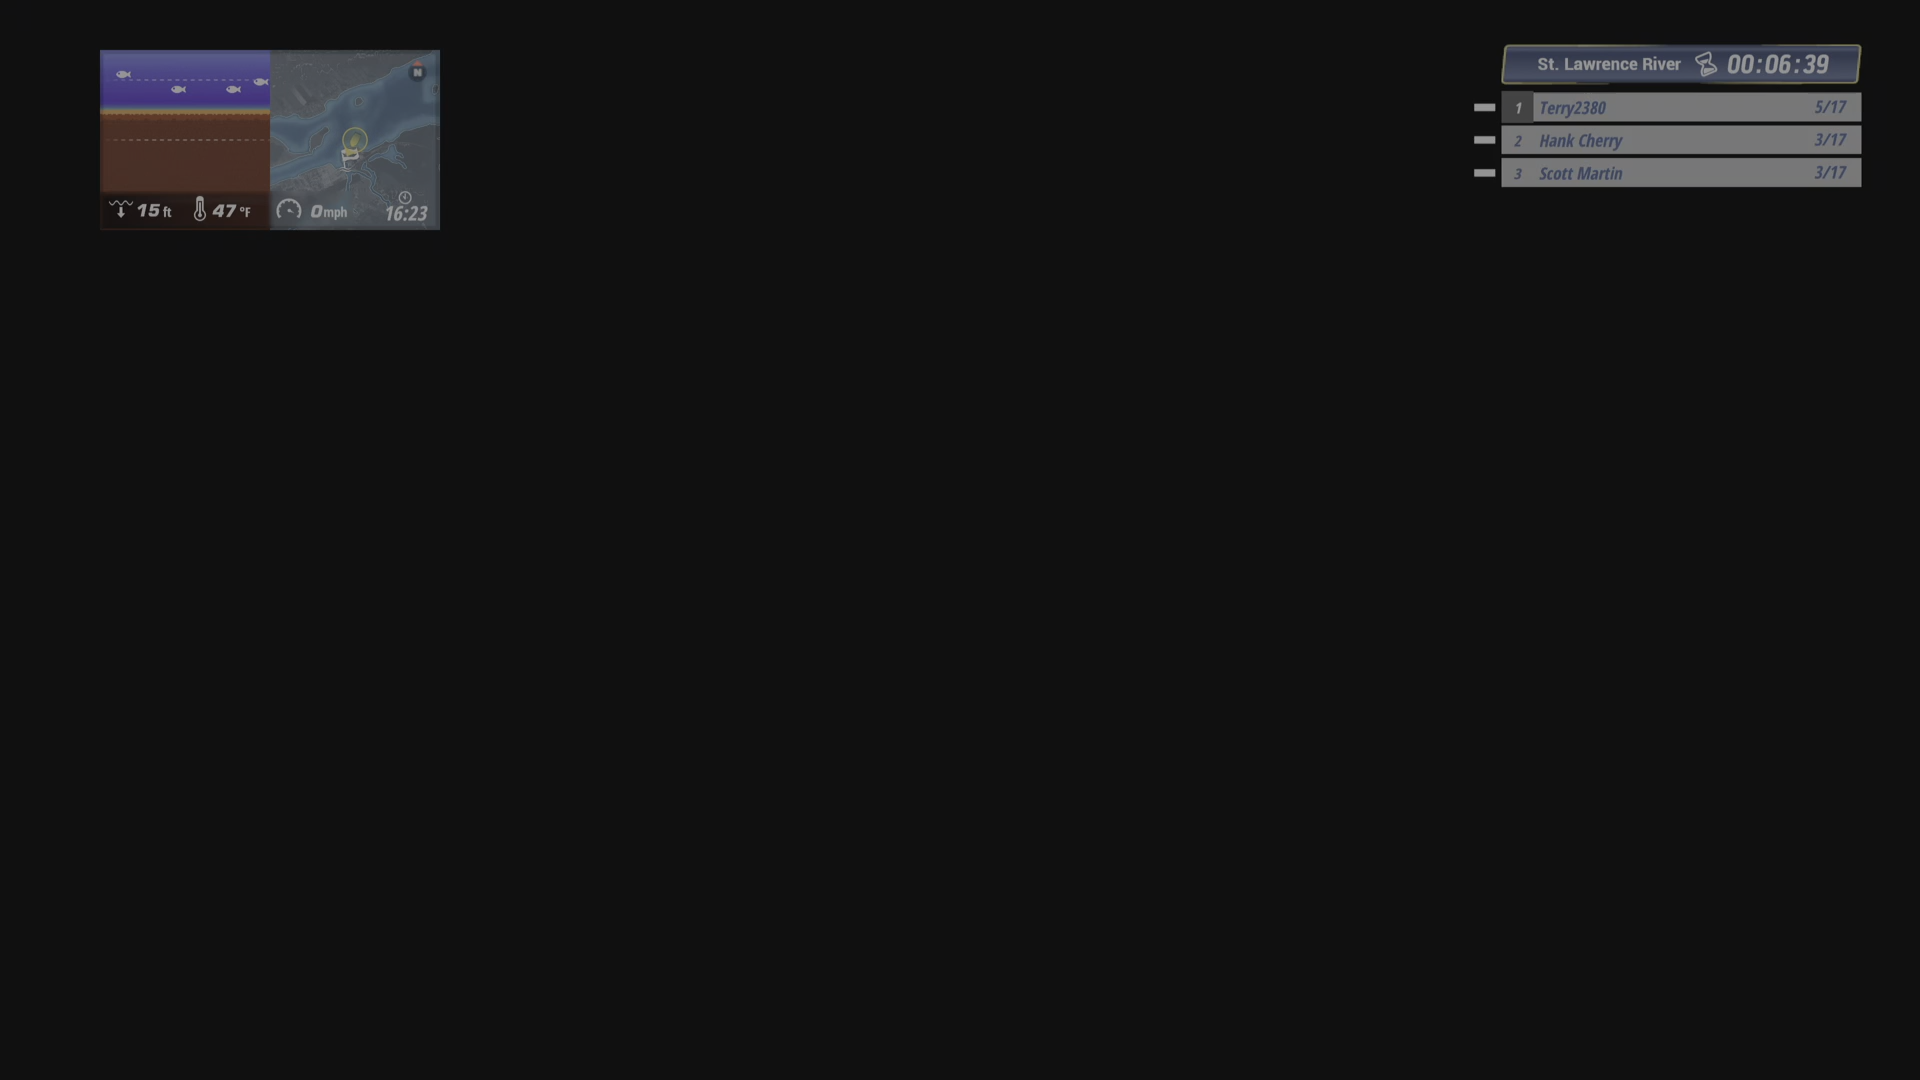 N
15 ft 47 °F 0 mph 16:23
St. Lawrence River 00:06:39
1 Terry2380 5/17
2 Hank Cherry 3/17
3 Scott Martin 3/17